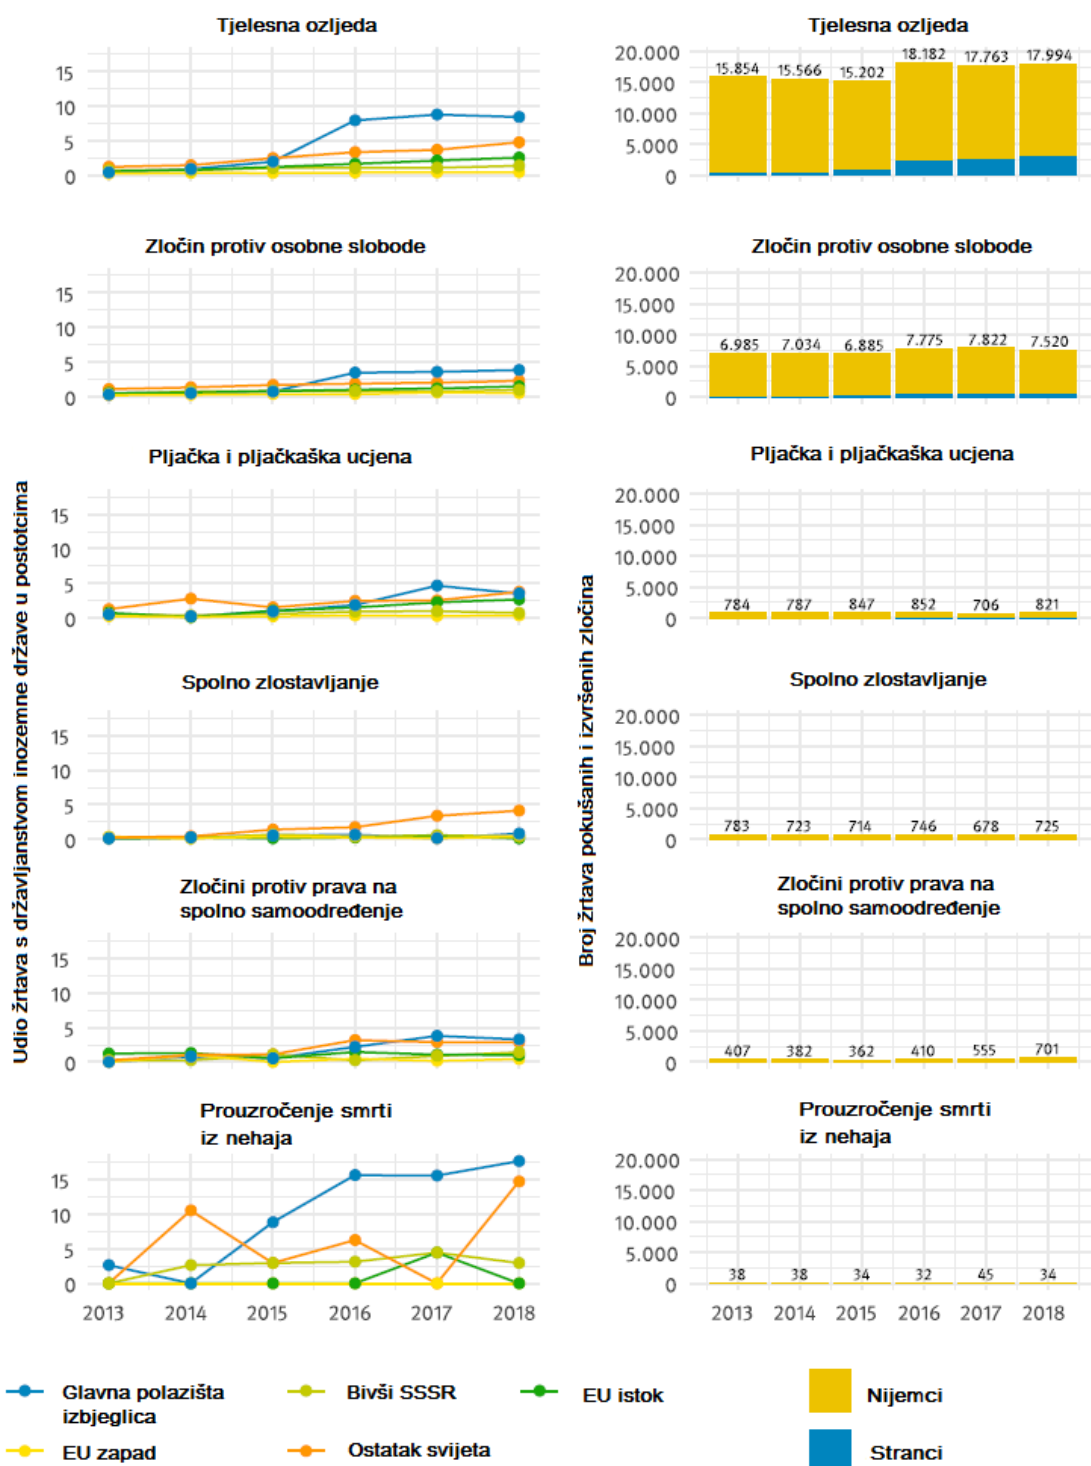 Tjelesna ozljeda
15
10
5
0
Zločin protiv osobne slobode
15
10
5
0
Pljačka i pljačkaška ucjena
15
10
5
0
Spolno zlostavljanje
15
10
5
0
Zločini protiv prava na
spolno samoodređenje
15
10
5
0
Prouzročenje smrti
iz nehaja
15
10
5
0
2013 2014 2015 2016 2017 2018
Udio žrtava s državljanstvom inozemne države u postotcima
Tjelesna ozljeda
20.000
15.000
10.000
5.000
0
15.854 15.566 15.202 18.182 17.763 17.994
Zločin protiv osobne slobode
20.000
15.000
10.000
5.000
0
6.985 7.034 6.885 7.775 7.822 7.520
Pljačka i pljačkaška ucjena
20.000
15.000
10.000
5.000
0
784 787 847 852 706 821
Spolno zlostavljanje
20.000
15.000
10.000
5.000
0
783 723 714 746 678 725
Zločini protiv prava na
spolno samoodređenje
20.000
15.000
10.000
5.000
0
407 382 362 410 555 701
Prouzročenje smrti
iz nehaja
20.000
15.000
10.000
5.000
0
38 38 34 32 45 34
2013 2014 2015 2016 2017 2018
Broj žrtava pokušanih i izvršenih zločina
Glavna polazišta
izbjeglica
Bivši SSSR
EU istok
EU zapad
Ostatak svijeta
Nijemci
Stranci